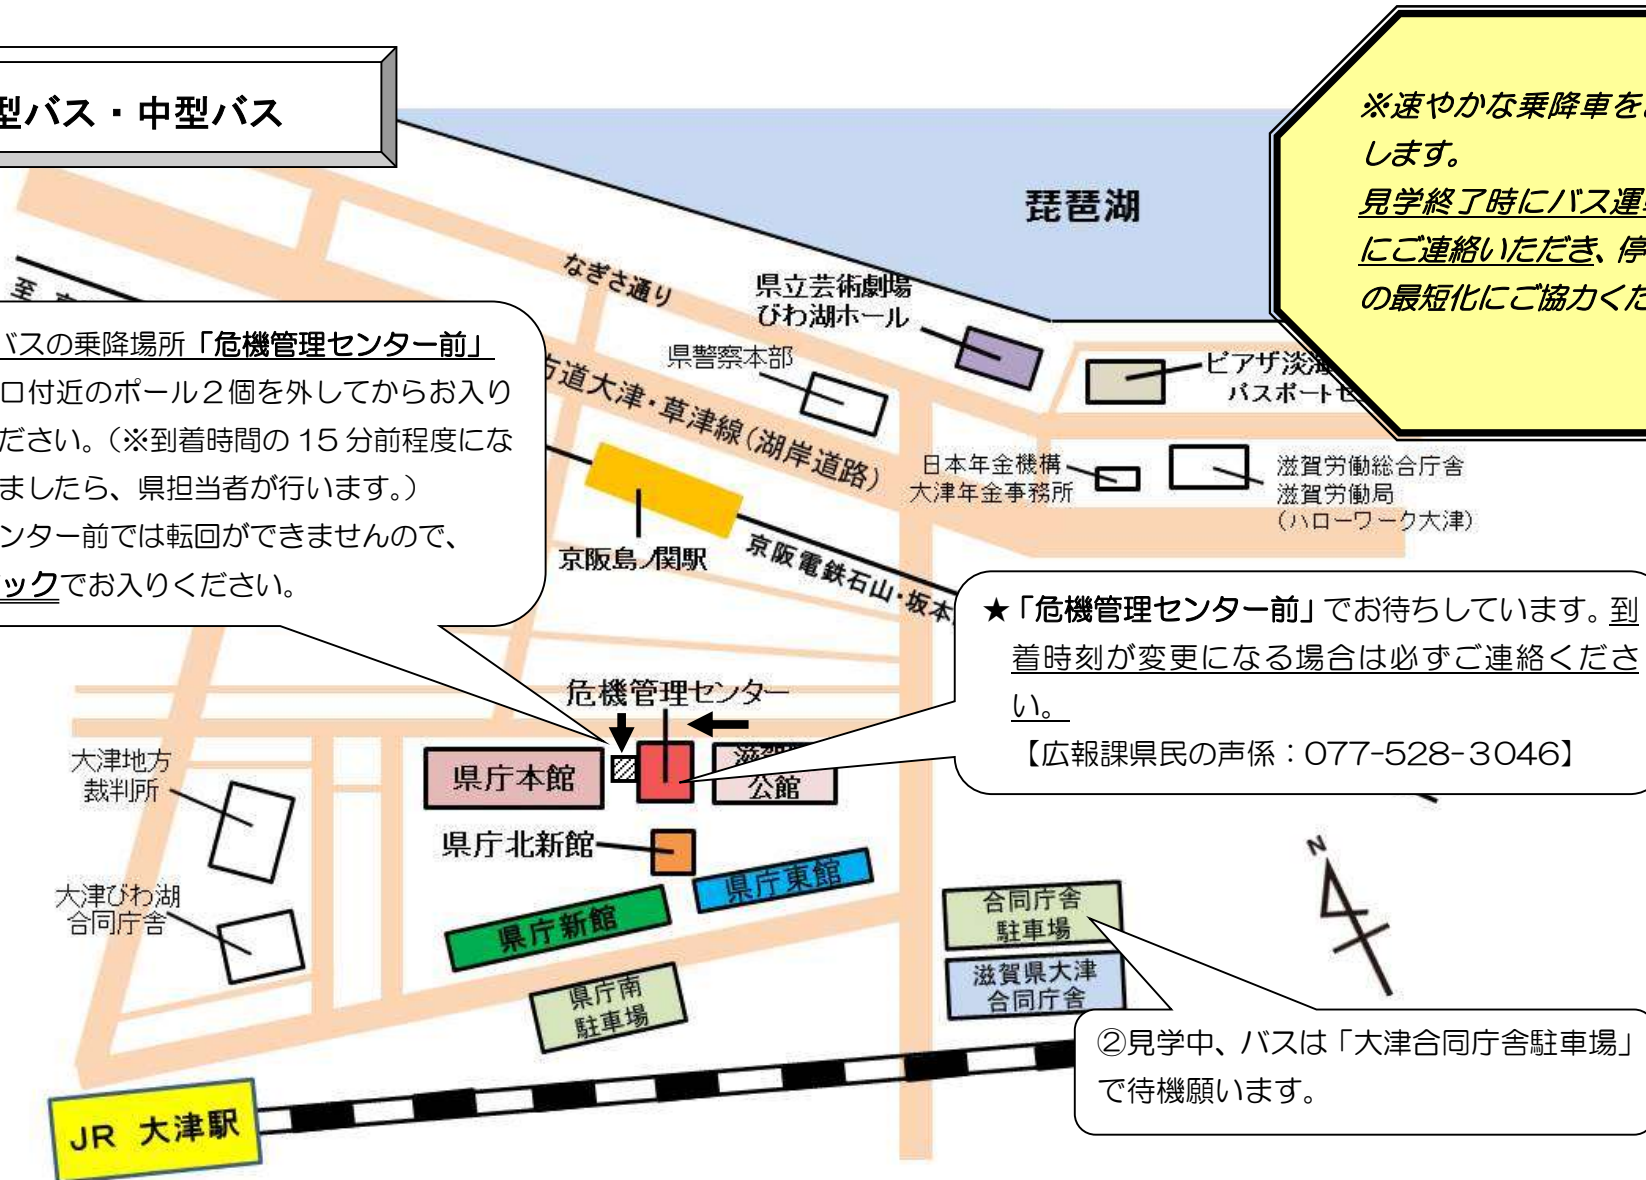 型バス・中型バス
※速やかな乗降車を
します。
見学終了時にバス運
にご連絡いただき、停
の最短化にご協力くだ
琵琶湖
なぎさ通り
至
県立芸術劇場
びわ湖ホール
県警察本部
ピアザ淡海
パスポートセ
道大津・草津線(湖岸道路)
日本年金機構
大津年金事務所
滋賀労働総合庁舎
滋賀労働局
(ハローワーク大津)
京阪島ノ関駅
京阪電鉄石山・坂本
バスの乗降場所「危機管理センター前」
口付近のポール2個を外してからお入り
ださい。(※到着時間の15分前程度にな
ましたら、県担当者が行います。)
ンター前では転回ができませんので、
ックでお入りください。
★「危機管理センター前」でお待ちしています。到
着時刻が変更になる場合は必ずご連絡くださ
い。
【広報課県民の声係:077-528-3046】
危機管理センター
大津地方
裁判所
県庁本館
公館
県庁北新館
県庁東館
大津びわ湖
合同庁舎
県庁新館
県庁南
駐車場
合同庁舎
駐車場
滋賀県大津
合同庁舎
N
②見学中、バスは「大津合同庁舎駐車場」
で待機願います。
JR 大津駅